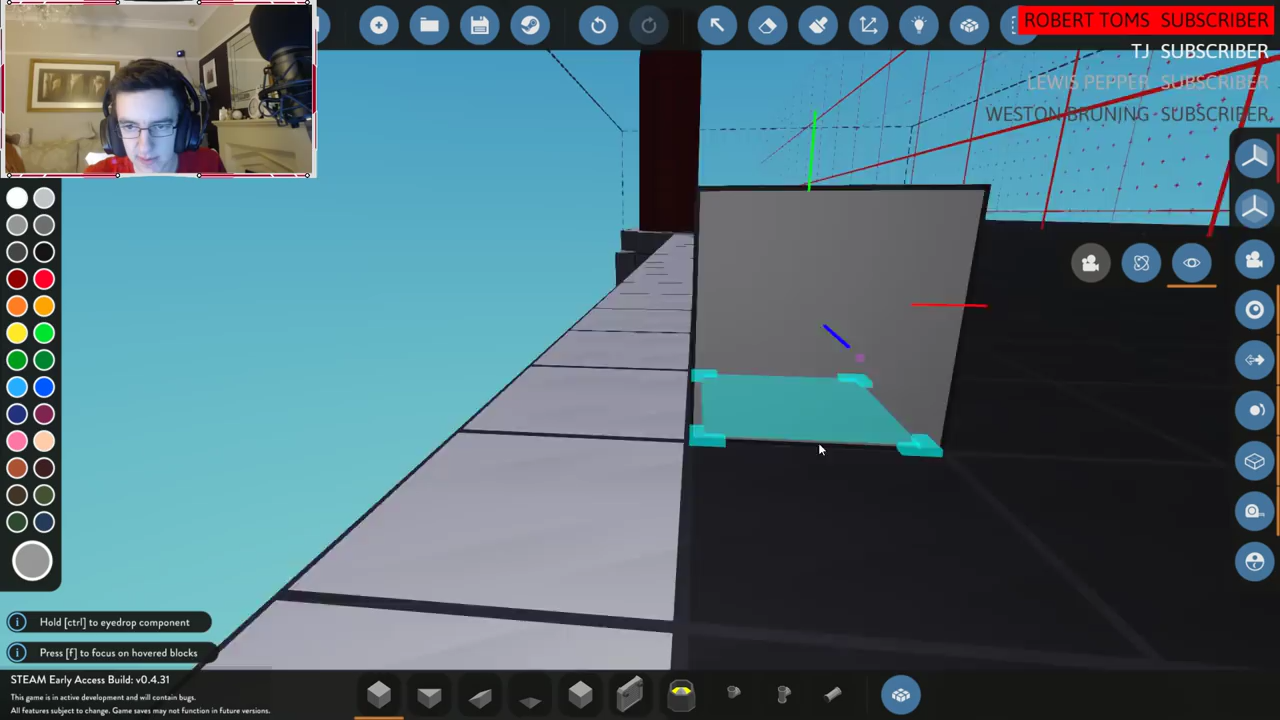 ROBERT TOMS SUBSCRIBER
TJ SUBSCRIBER
LEWIS PEPPER SUBSCRIBER
WESTON BRUNING SUBSCRIBER
Hold [ctrl] to eyedrop component
Press [f] to focus on hovered blocks
STEAM Early Access Build: v0.4.31
This game is in active development and will contain bugs.
All features subject to change. Game saves may not function in future versions.